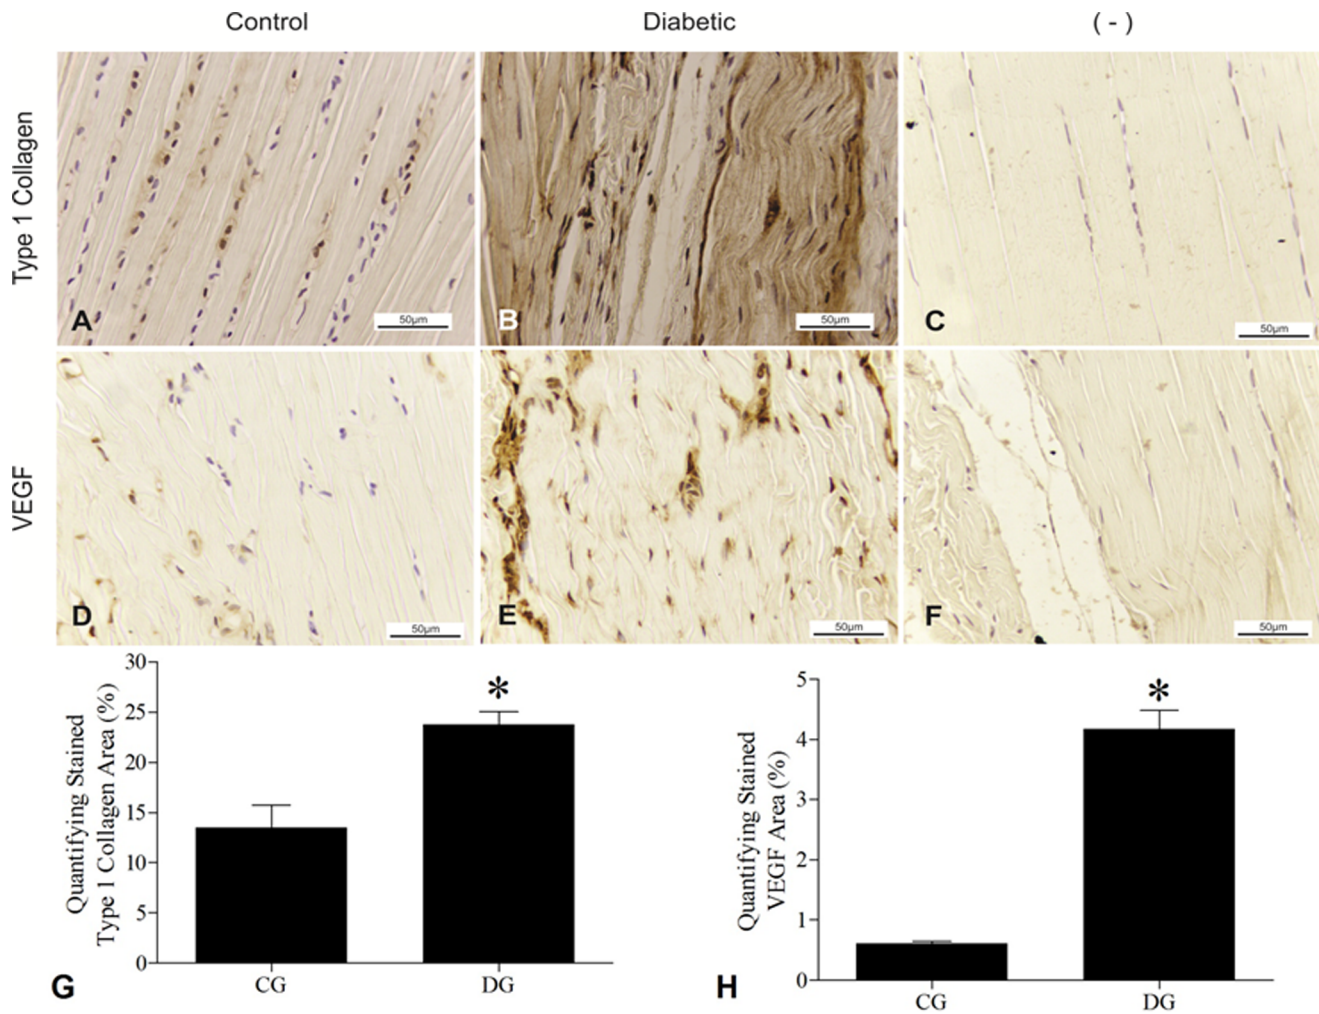 Control Diabetic ( - )
Type 1 Collagen
A 50µm B 50µm C 50µm
VEGF
D 50µm E 50µm F 50µm
Quantifying Stained
Type 1 Collagen Area (%)
30
25
20
15
10
5
0
*
CG DG
G
Quantifying Stained
VEGF Area (%)
5
4
3
2
1
0
*
CG DG
H